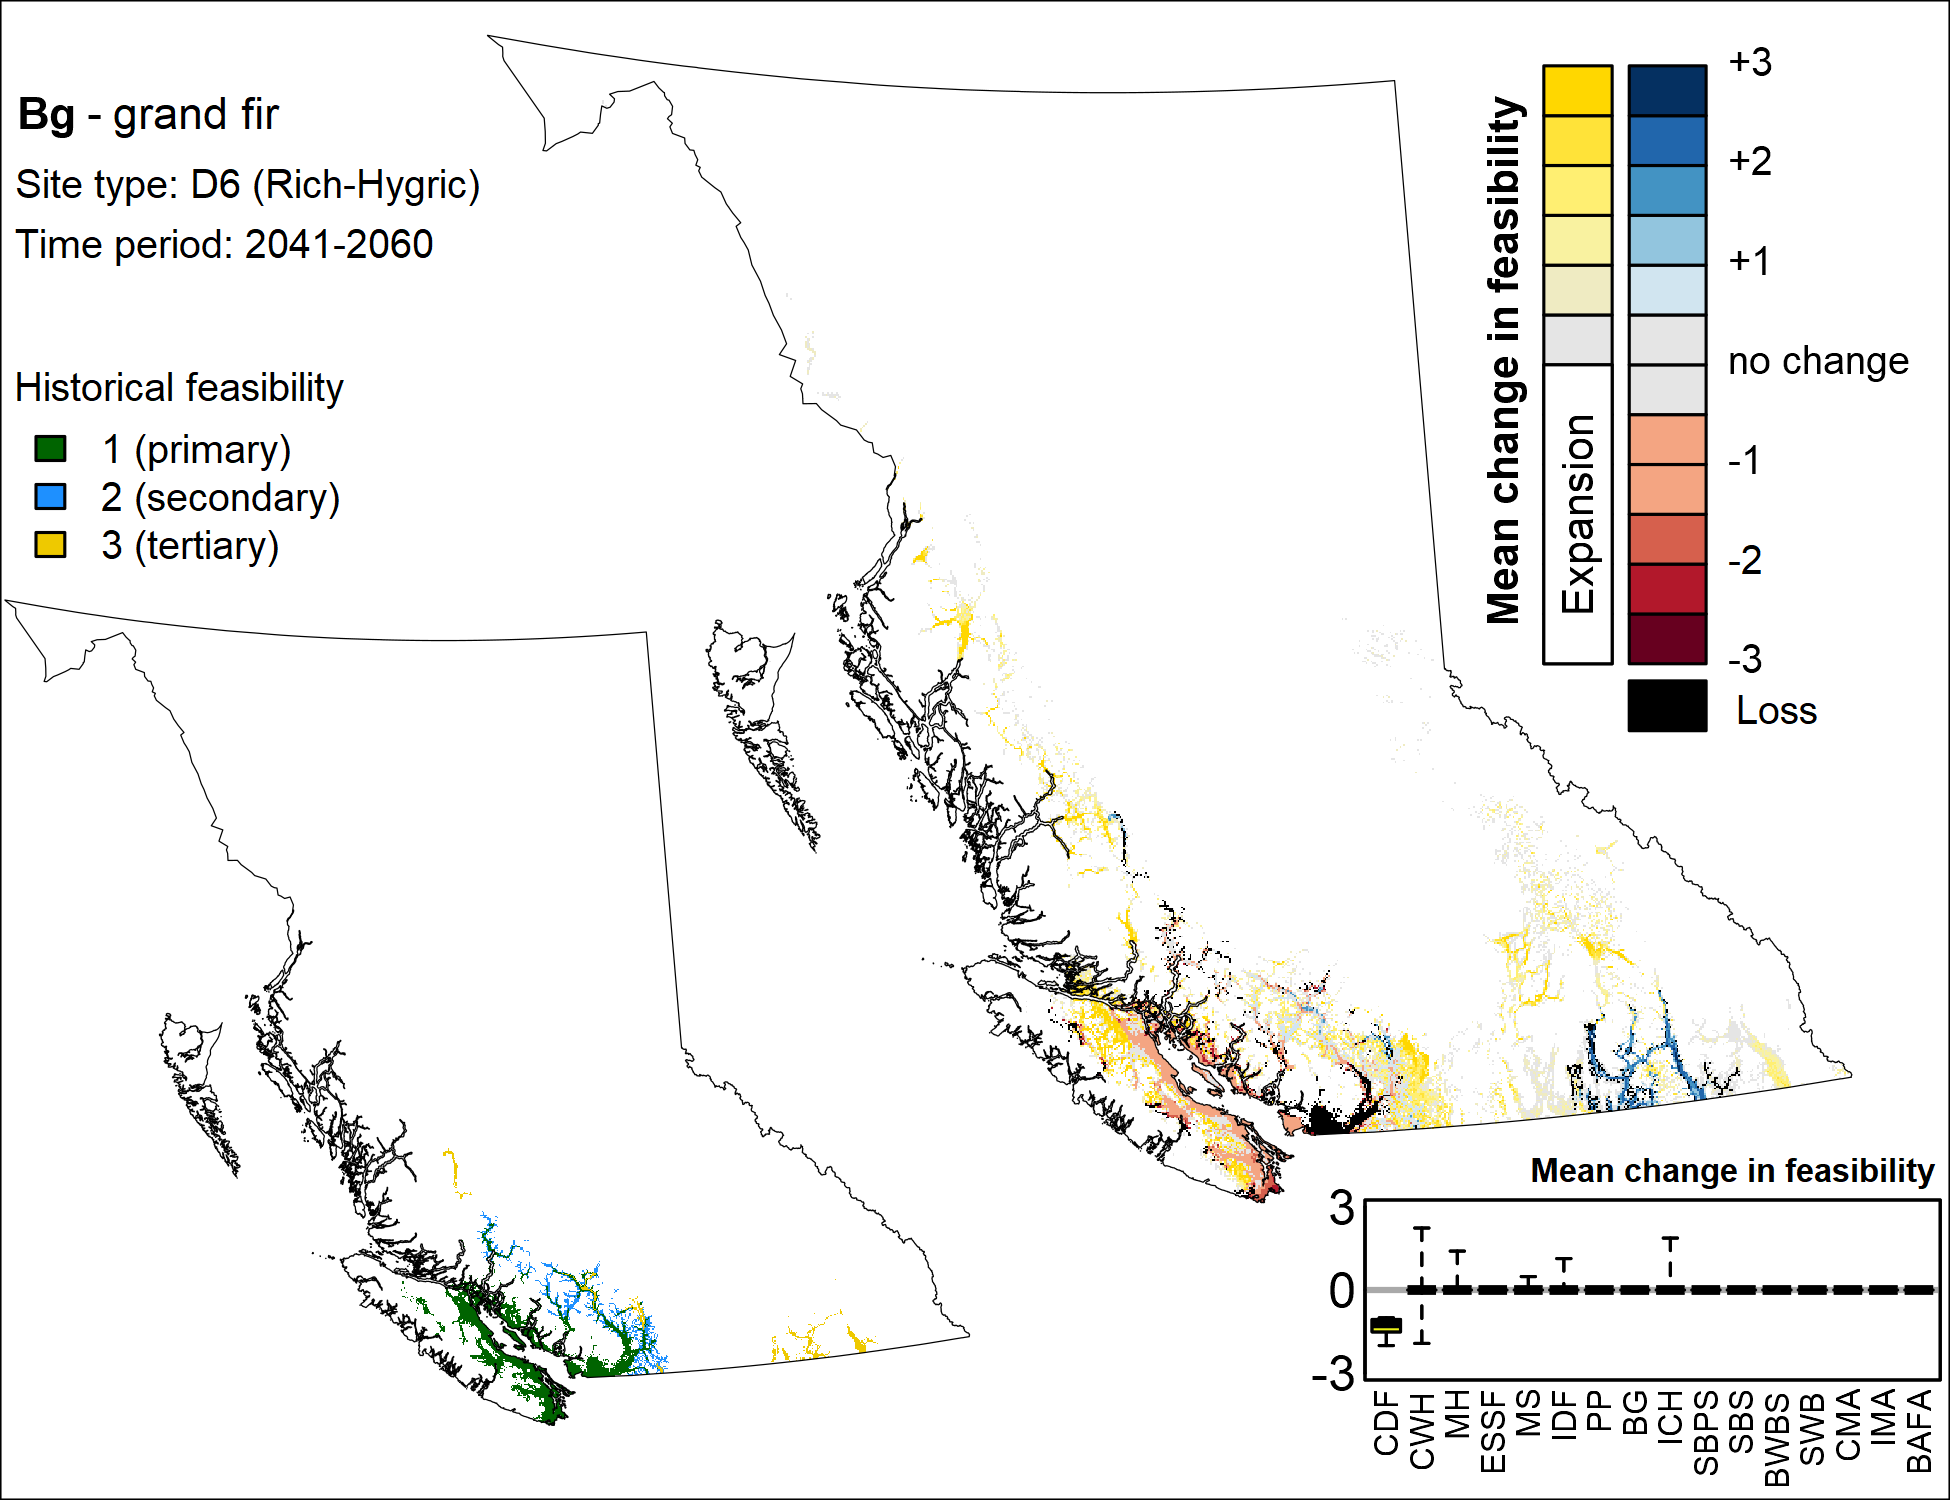 Bg - grand fir
Site type: D6 (Rich-Hygric)
Time period: 2041-2060
Historical feasibility
1 (primary)
2 (secondary)
3 (tertiary)
Mean change in feasibility
Expansion
+3
+2
+1
no change
-1
-2
-3
Loss
Mean change in feasibility
3
0
-3
CDF
CWH
MH
ESSF
MS
IDF
PP
BG
ICH
SBPS
SBS
BWBS
SWB
CMA
IMA
BAFA